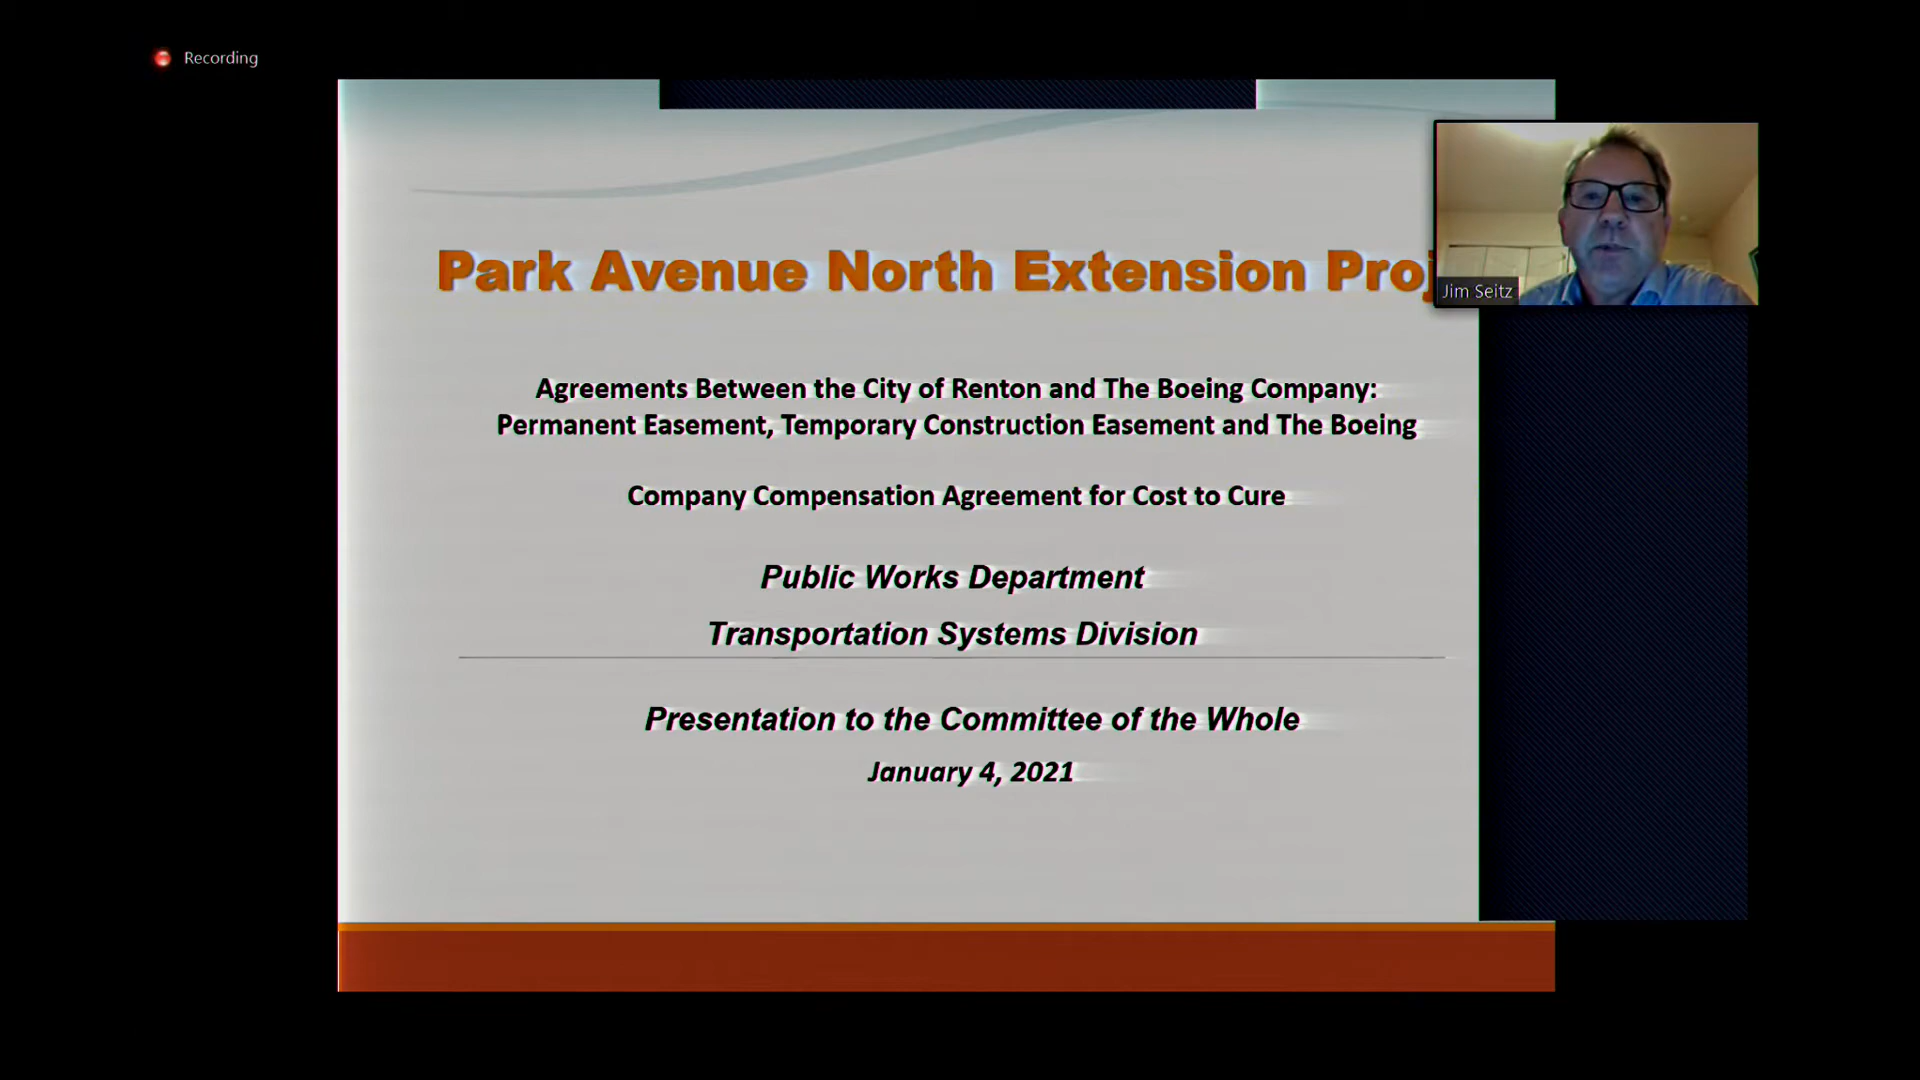 Recording
Park Avenue North Extension Proj
Jim Seitz
Agreements Between the City of Renton and The Boeing Company:
Permanent Easement, Temporary Construction Easement and The Boeing
Company Compensation Agreement for Cost to Cure
Public Works Department
Transportation Systems Division
Presentation to the Committee of the Whole
January 4, 2021